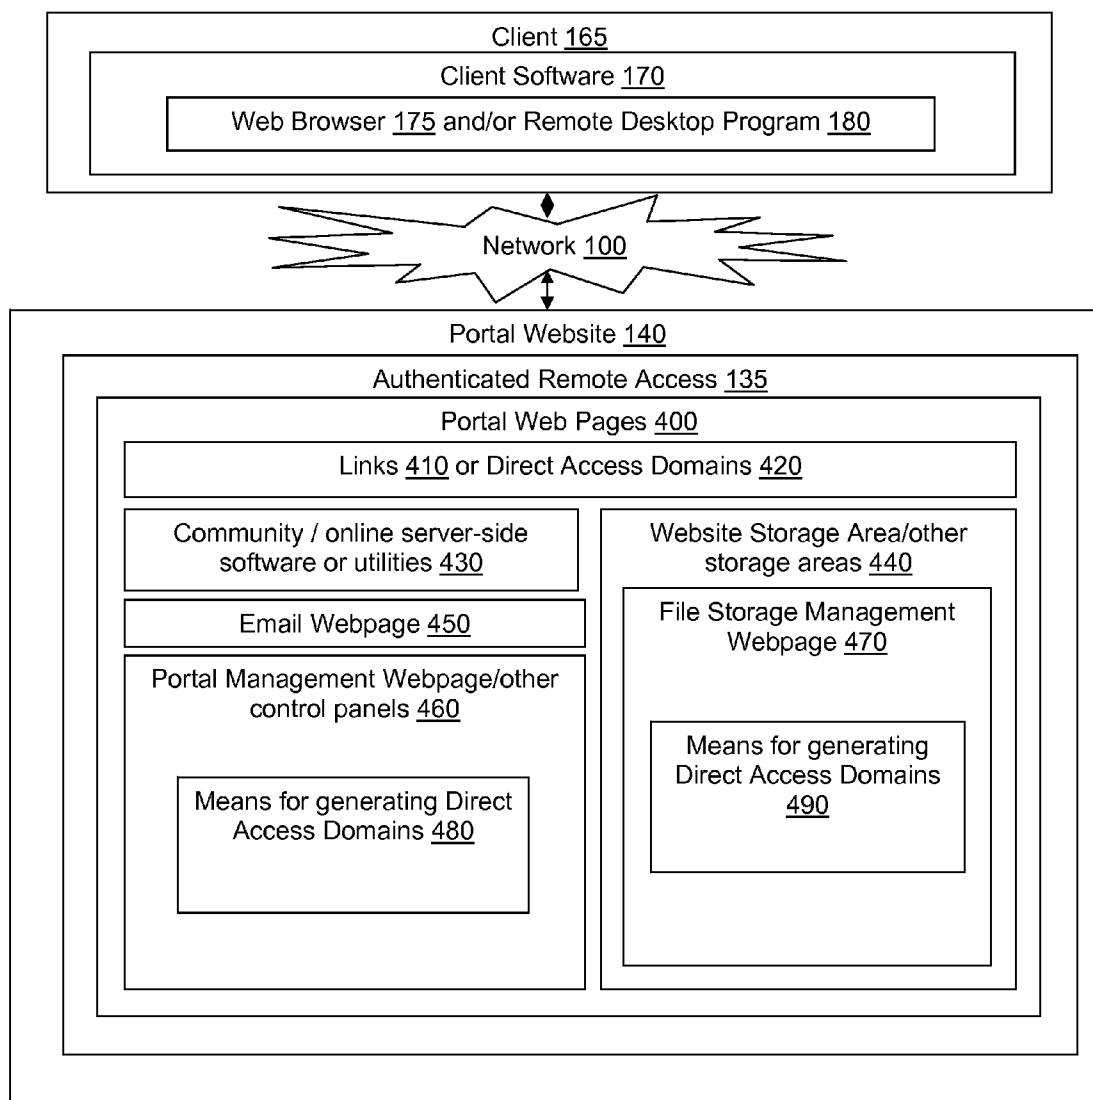 Client 165
Client Software 170
Web Browser 175 and/or Remote Desktop Program 180
Network 100
Portal Website 140
Authenticated Remote Access 135
Portal Web Pages 400
Links 410 or Direct Access Domains 420
Community / online server-side
software or utilities 430
Email Webpage 450
Portal Management Webpage/other
control panels 460
Means for generating Direct
Access Domains 480
Website Storage Area/other
storage areas 440
File Storage Management
Webpage 470
Means for generating
Direct Access Domains
490